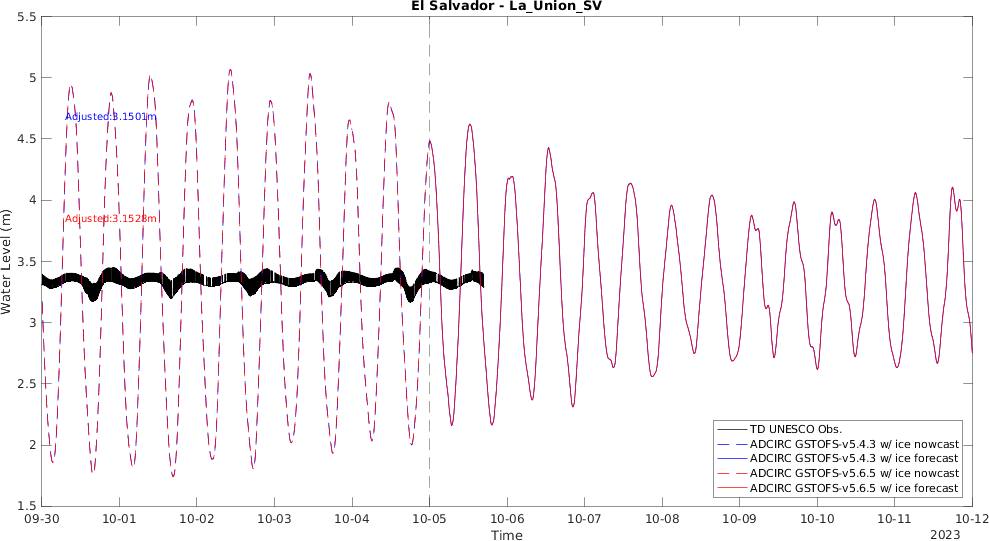 El Salvador - La_Union_SV
5.5
5
4.5
4
3.5
3
2.5
2
1.5
Water Level (m)
Adjusted:3.1501m
Adjusted:3.1528m
TD UNESCO Obs.
ADCIRC GSTOFS-v5.4.3 w/ ice nowcast
ADCIRC GSTOFS-v5.4.3 w/ ice forecast
ADCIRC GSTOFS-v5.6.5 w/ ice nowcast
ADCIRC GSTOFS-v5.6.5 w/ ice forecast
09-30 10-01 10-02 10-03 10-04 10-05 10-06 10-07 10-08 10-09 10-10 10-11 10-12
Time
2023